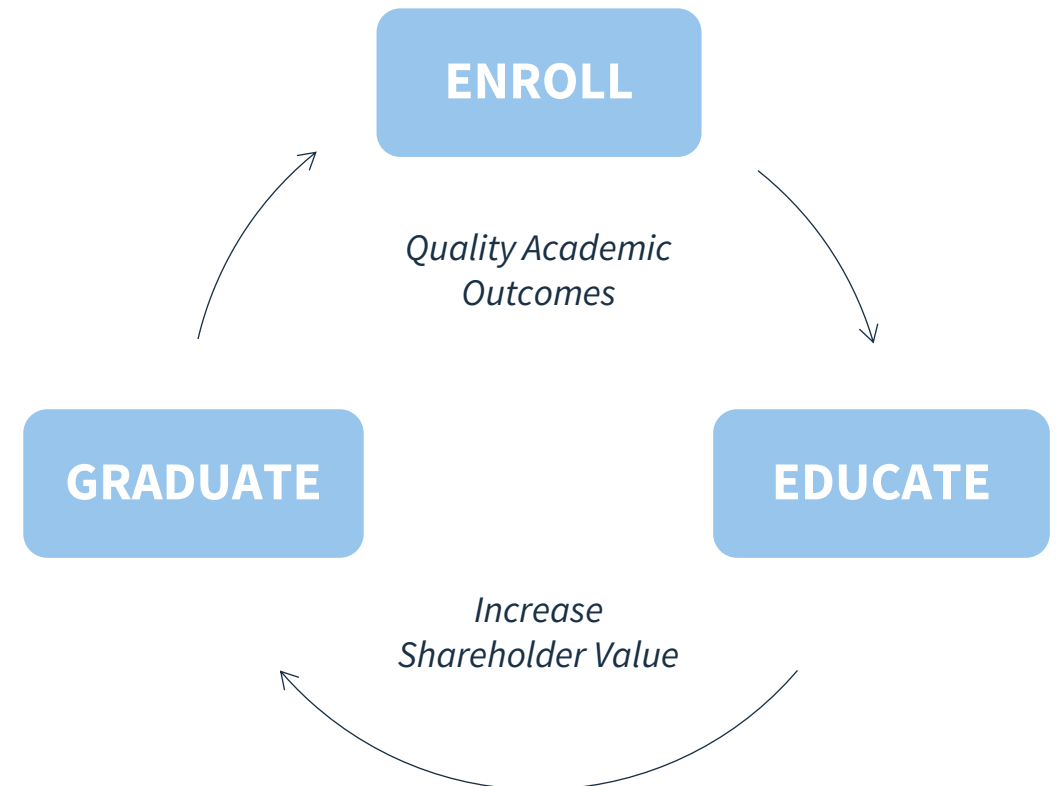 ENROLL
Quality Academic
Outcomes
GRADUATE
EDUCATE
Increase
Shareholder Value